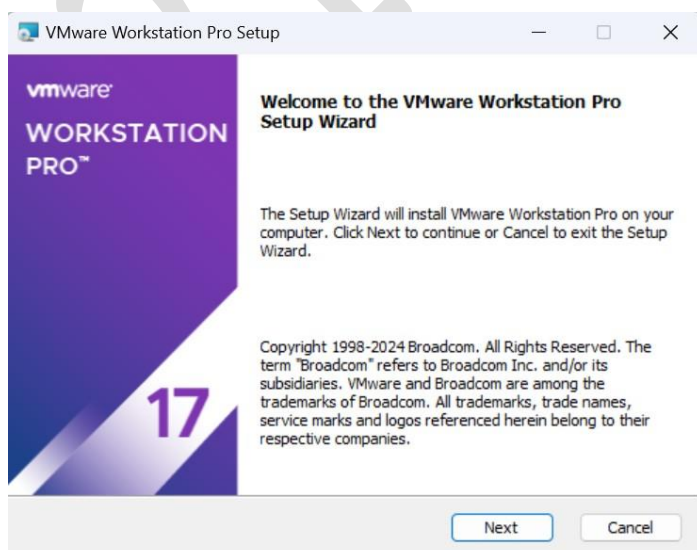 VMware Workstation Pro Setup
vmware®
WORKSTATION
PRO™
17
Welcome to the VMware Workstation Pro
Setup Wizard
The Setup Wizard will install VMware Workstation Pro on your
computer. Click Next to continue or Cancel to exit the Setup
Wizard.
Copyright 1998-2024 Broadcom. All Rights Reserved. The
term "Broadcom" refers to Broadcom Inc. and/or its
subsidiaries. VMware and Broadcom are among the
trademarks of Broadcom. All trademarks, trade names,
service marks and logos referenced herein belong to their
respective companies.
Next
Cancel